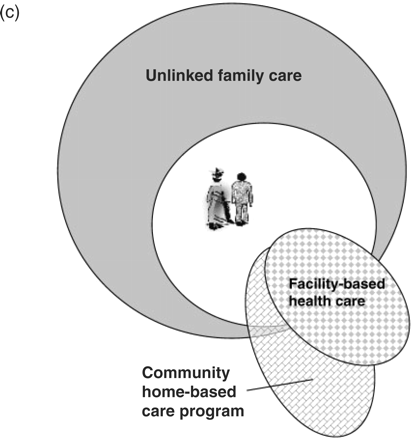 (c)
Unlinked family care
Facility-based
health care
Community
home-based
care program